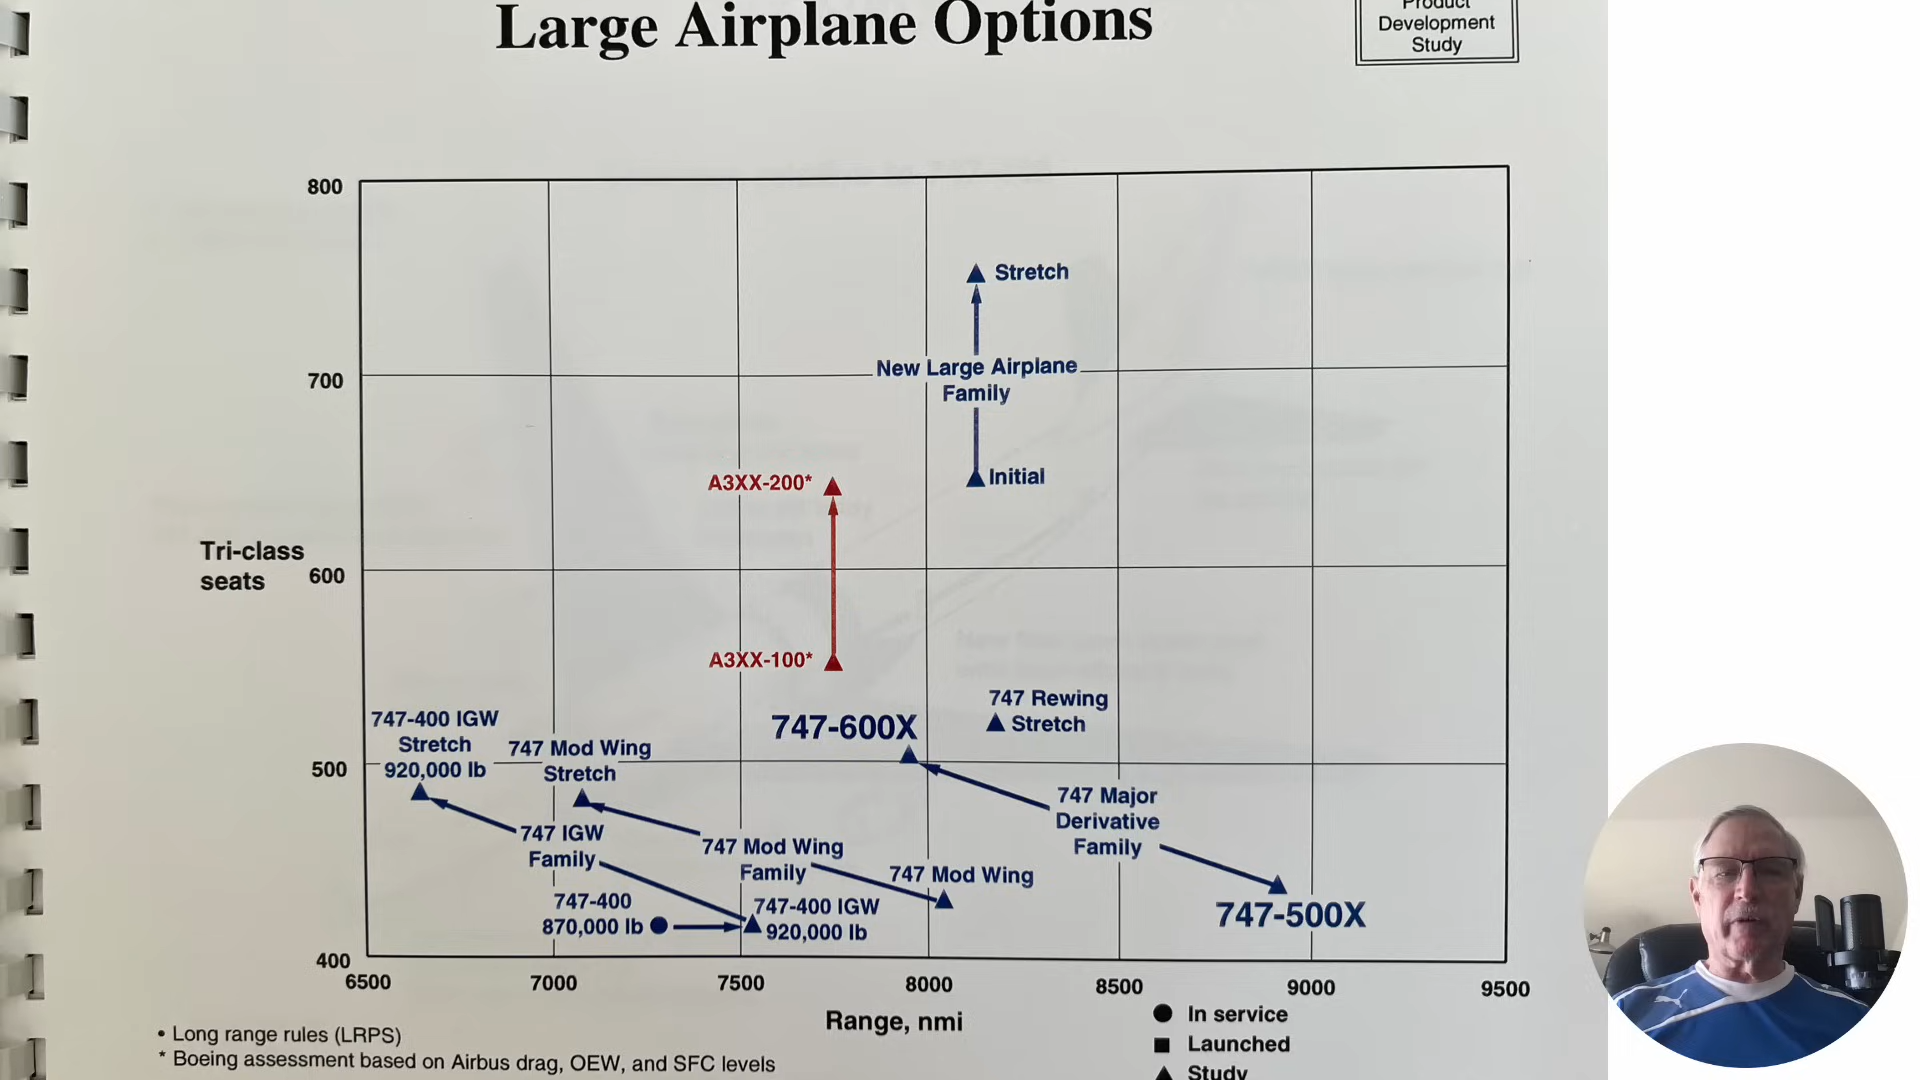 Large Airplane Options
Product
Development
Study
800
700
600
500
400
Tri-class
seats
Stretch
New Large Airplane
Family
Initial
A3XX-200*
A3XX-100*
747 Rewing
Stretch
747-600X
747-400 IGW
Stretch
920,000 lb
747 Mod Wing
Stretch
747 Major
Derivative
Family
747 IGW
Family
747 Mod Wing
Family
747 Mod Wing
747-400
870,000 lb
747-400 IGW
920,000 lb
747-500X
6500 7000 7500 8000 8500 9000 9500
Range, nmi
In service
Launched
Study
• Long range rules (LRPS)
* Boeing assessment based on Airbus drag, OEW, and SFC levels